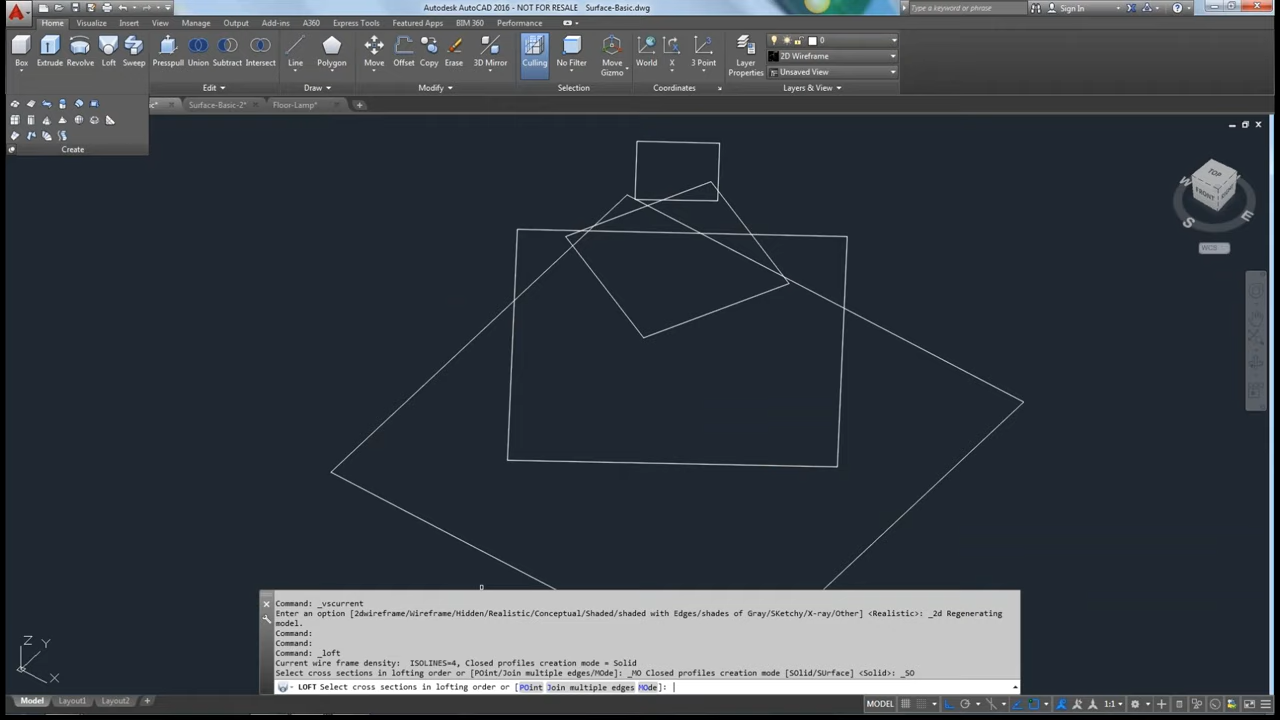 Autodesk AutoCAD 2016 - NOT FOR RESALE Surface-Basic.dwg
Type a keyword or phrase
Sign In
Home Visualize Insert View Manage Output Add-ins A360 Express Tools Featured Apps BIM 360 Performance
0
2D Wireframe
Unsaved View
Box Extrude Revolve Loft Sweep Presspull Union Subtract Intersect Line Polygon Move Offset Copy Erase 3D Mirror Culling No Filter Move Gizmo World X 3 Point Layer Properties
Edit Draw Modify Selection Coordinates Layers & View
Surface-Basic-2* Floor-Lamp*
Create
TOP
FRONT
W
S
E
WCS
Z
Y
X
Command: _vscurrent
Enter an option [2dwireframe/Wireframe/Hidden/Realistic/Conceptual/Shaded/shaded with Edges/shades of Gray/SKetchy/X-ray/Other] <Realistic>: _2d Regenerating
model.
Command:
Command:
Command: _loft
Current wire frame density:  ISOLINES=4, Closed profiles creation mode = Solid
Select cross sections in lofting order or [POint/Join multiple edges/MOde]: _MO Closed profiles creation mode [SOlid/SUrface] <Solid>: _SO
- LOFT Select cross sections in lofting order or [POint Join multiple edges MOde]:
Model Layout1 Layout2
MODEL
1:1